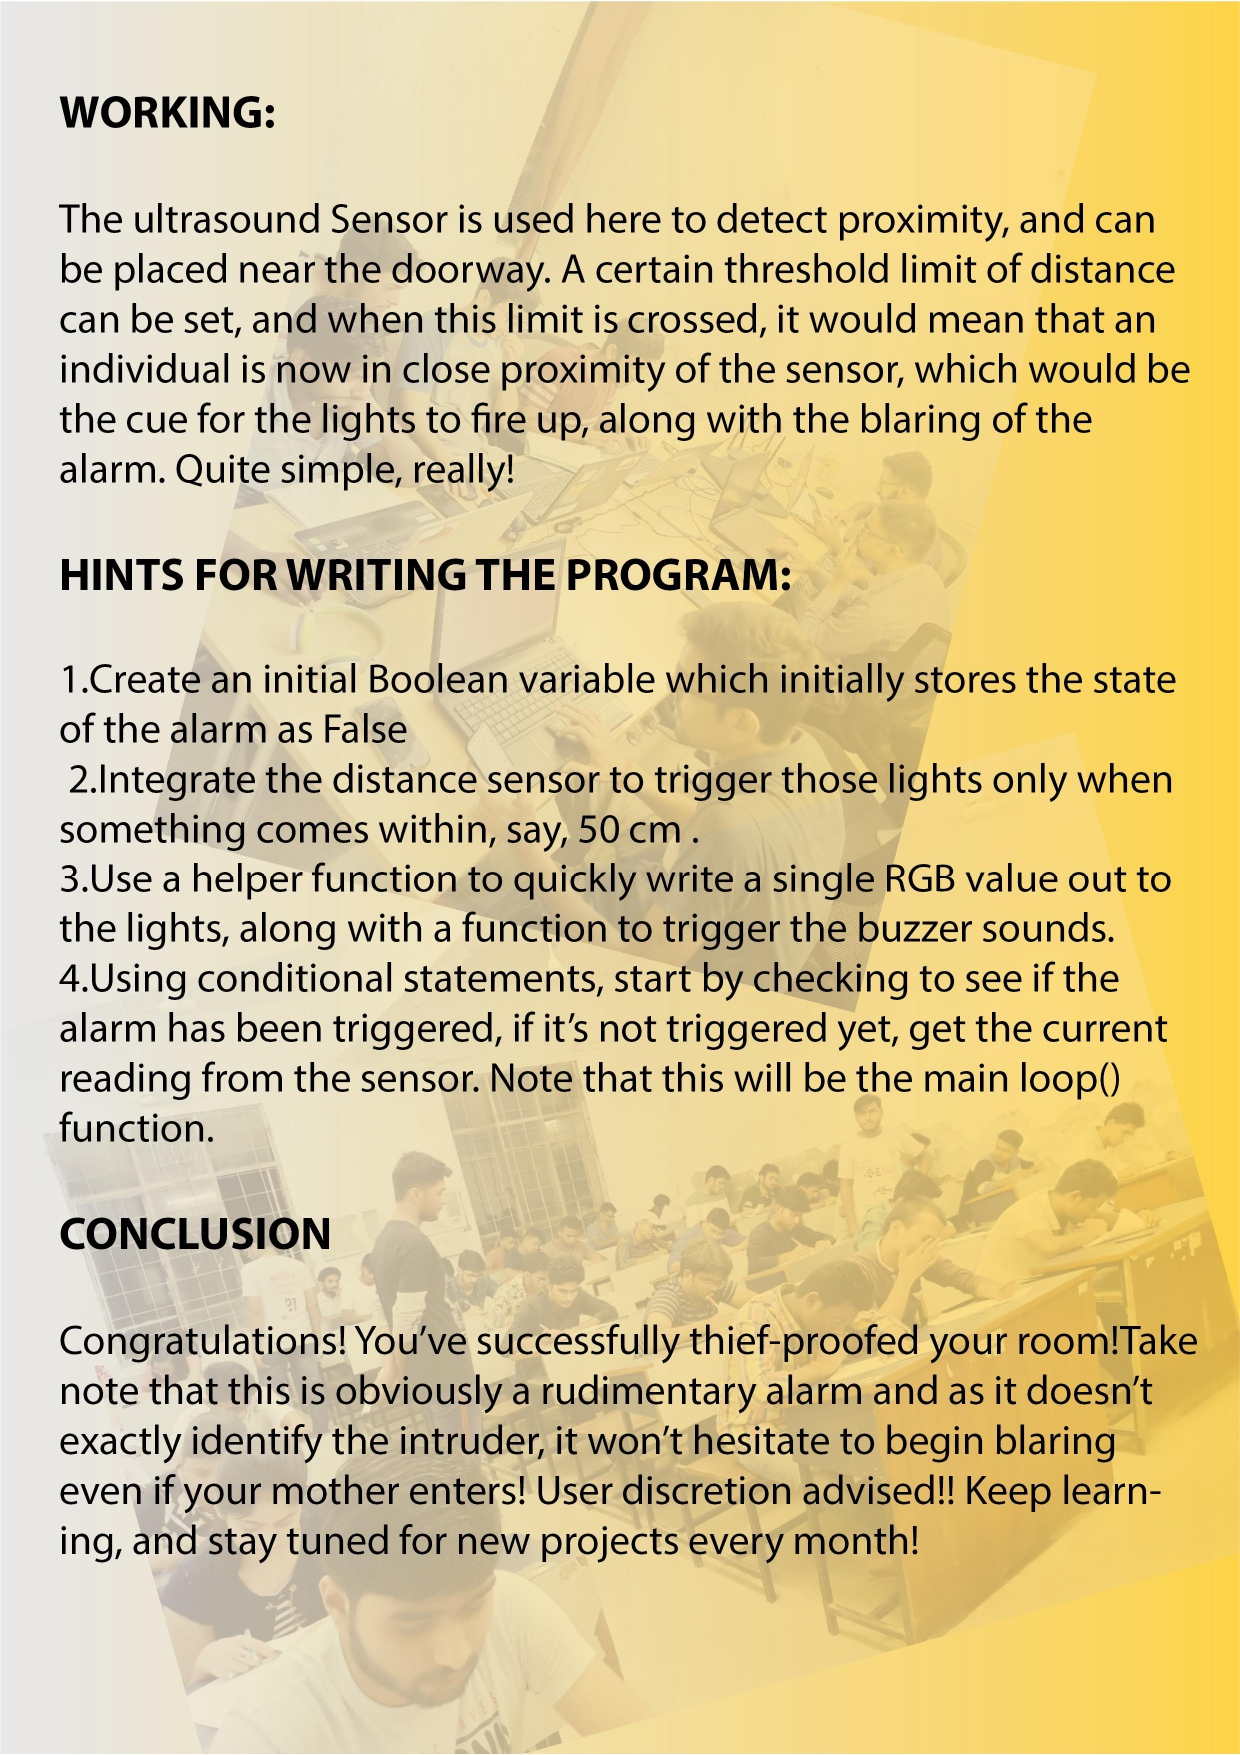 WORKING:
The ultrasound Sensor is used here to detect proximity, and can
be placed near the doorway. A certain threshold limit of distance
can be set, and when this limit is crossed, it would mean that an
individual is now in close proximity of the sensor, which would be
the cue for the lights to fire up, along with the blaring of the
alarm. Quite simple, really!
HINTS FOR WRITING THE PROGRAM:
1.Create an initial Boolean variable which initially stores the state
of the alarm as False
2.Integrate the distance sensor to trigger those lights only when
something comes within, say, 50 cm .
3.Use a helper function to quickly write a single RGB value out to
the lights, along with a function to trigger the buzzer sounds.
4.Using conditional statements, start by checking to see if the
alarm has been triggered, if it’s not triggered yet, get the current
reading from the sensor. Note that this will be the main loop()
function.
CONCLUSION
Congratulations! You’ve successfully thief-proofed your room!Take
note that this is obviously a rudimentary alarm and as it doesn’t
exactly identify the intruder, it won’t hesitate to begin blaring
even if your mother enters! User discretion advised!! Keep learn-
ing, and stay tuned for new projects every month!